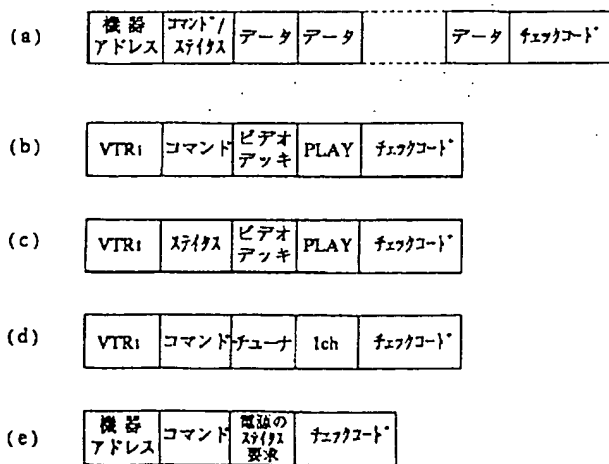 (a) 機器アドレス コマンド/ステイタス データ データ データ チェックコード
(b) VTR1 コマンド ビデオデッキ PLAY チェックコード
(c) VTR1 ステイタス ビデオデッキ PLAY チェックコード
(d) VTR1 コマンド チューナ 1ch チェックコード
(e) 機器アドレス コマンド 電源のステイタス要求 チェックコード